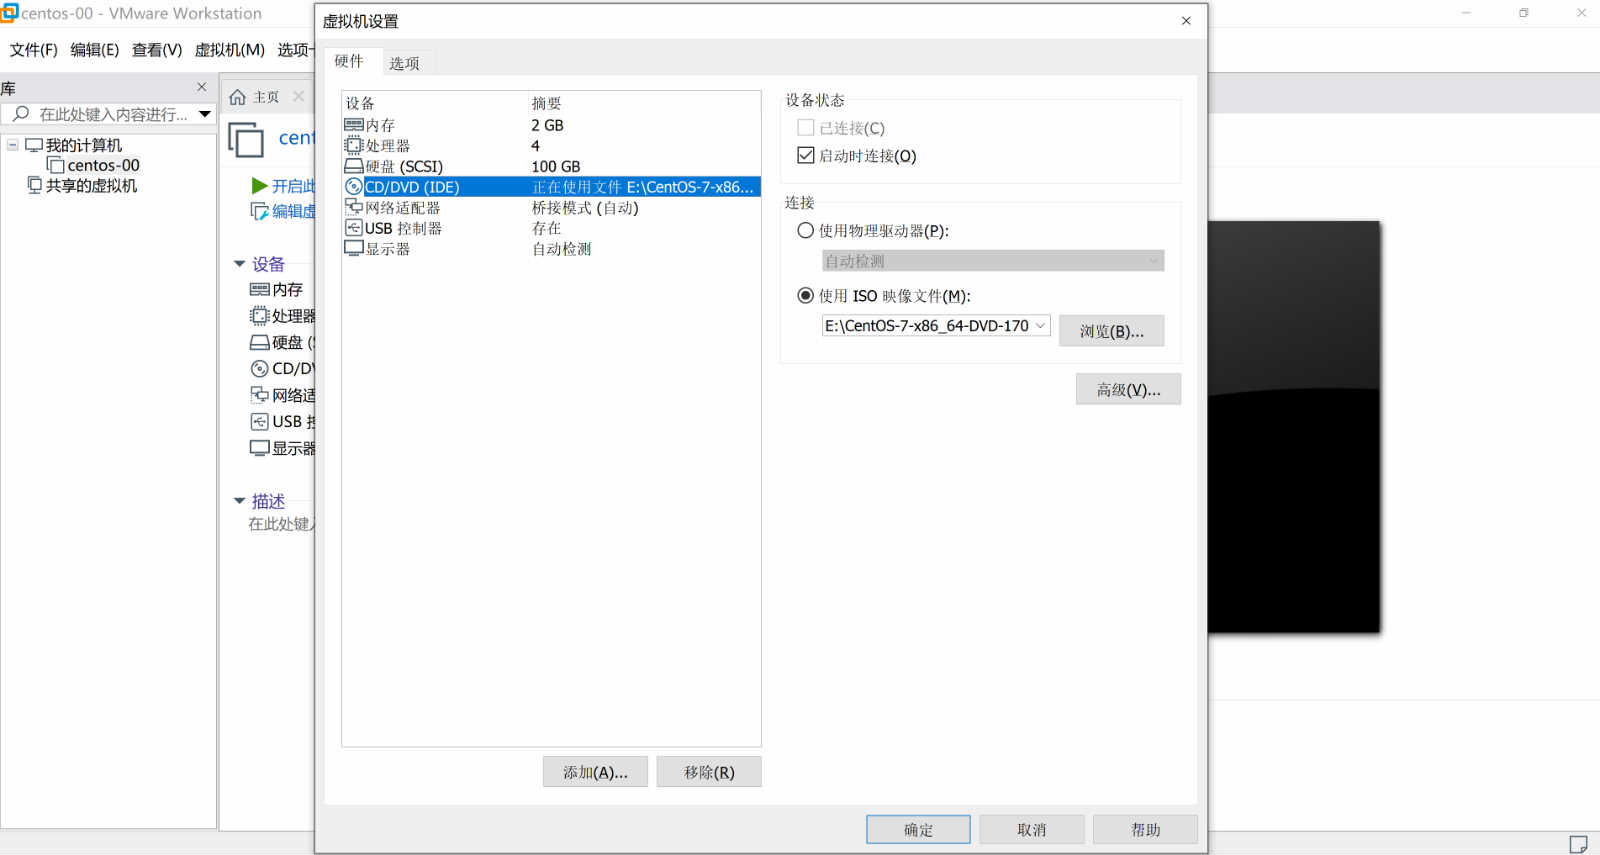 centos-00 - VMware Workstation
文件(F) 编辑(E) 查看(V) 虚拟机(M) 选项
库
在此处键入内容进行...
我的计算机
centos-00
共享的虚拟机
主页
cent
开启此
编辑虚
设备
内存
处理器
硬盘 (S
CD/DV
网络适
USB 控
显示器
描述
在此处键入
虚拟机设置
硬件 选项
设备 摘要
内存 2 GB
处理器 4
硬盘 (SCSI) 100 GB
CD/DVD (IDE) 正在使用文件 E:\CentOS-7-x86...
网络适配器 桥接模式 (自动)
USB 控制器 存在
显示器 自动检测
添加(A)... 移除(R)
设备状态
已连接(C)
启动时连接(O)
连接
使用物理驱动器(P):
自动检测
使用 ISO 映像文件(M):
E:\CentOS-7-x86_64-DVD-170 浏览(B)...
高级(V)...
确定 取消 帮助